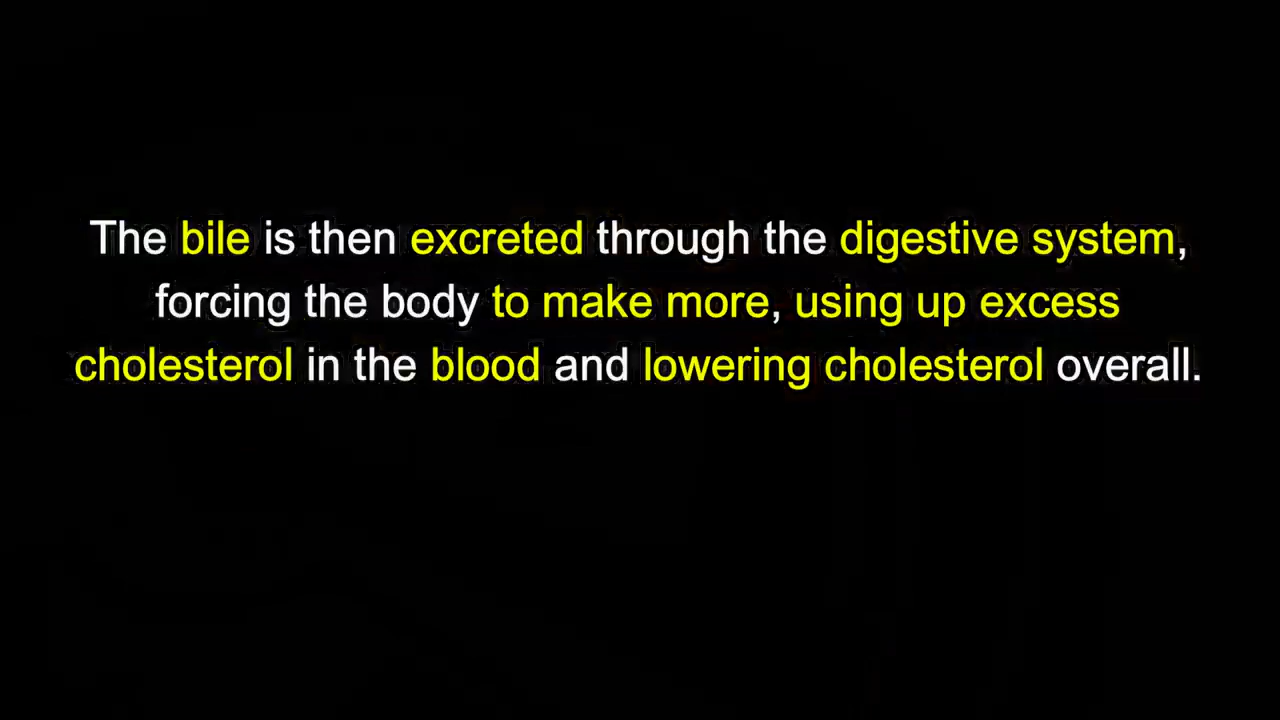 The bile is then excreted through the digestive system,
forcing the body to make more, using up excess
cholesterol in the blood and lowering cholesterol overall.